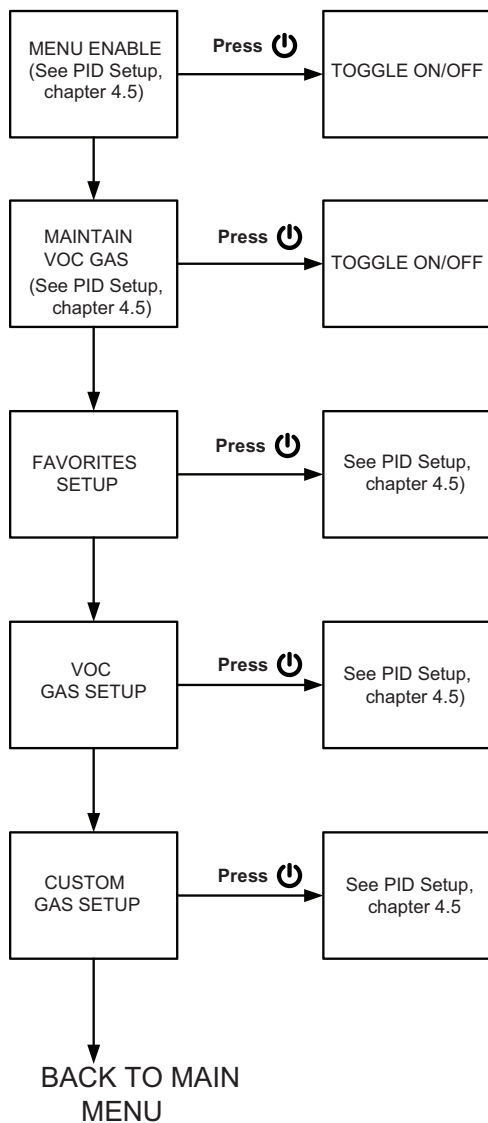 MENU ENABLE
(See PID Setup,
chapter 4.5)
Press
TOGGLE ON/OFF
MAINTAIN
VOC GAS
(See PID Setup,
chapter 4.5)
Press
TOGGLE ON/OFF
FAVORITES
SETUP
Press
See PID Setup,
chapter 4.5)
VOC
GAS SETUP
Press
See PID Setup,
chapter 4.5)
CUSTOM
GAS SETUP
Press
See PID Setup,
chapter 4.5
BACK TO MAIN
MENU